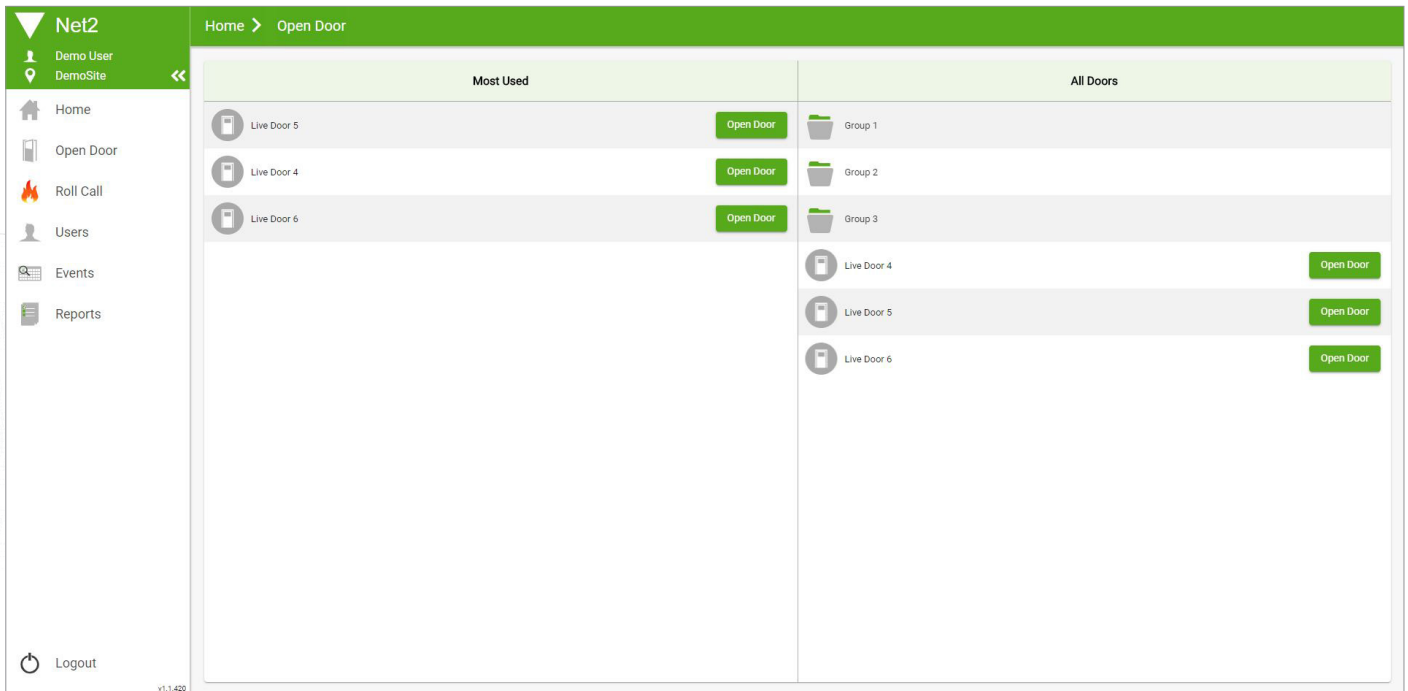 Net2
Demo User
DemoSite
Home
Open Door
Roll Call
Users
Events
Reports
Logout
v1.1.420
Home Open Door
Most Used
Live Door 5 Open Door
Live Door 4 Open Door
Live Door 6 Open Door
All Doors
Group 1
Group 2
Group 3
Live Door 4 Open Door
Live Door 5 Open Door
Live Door 6 Open Door